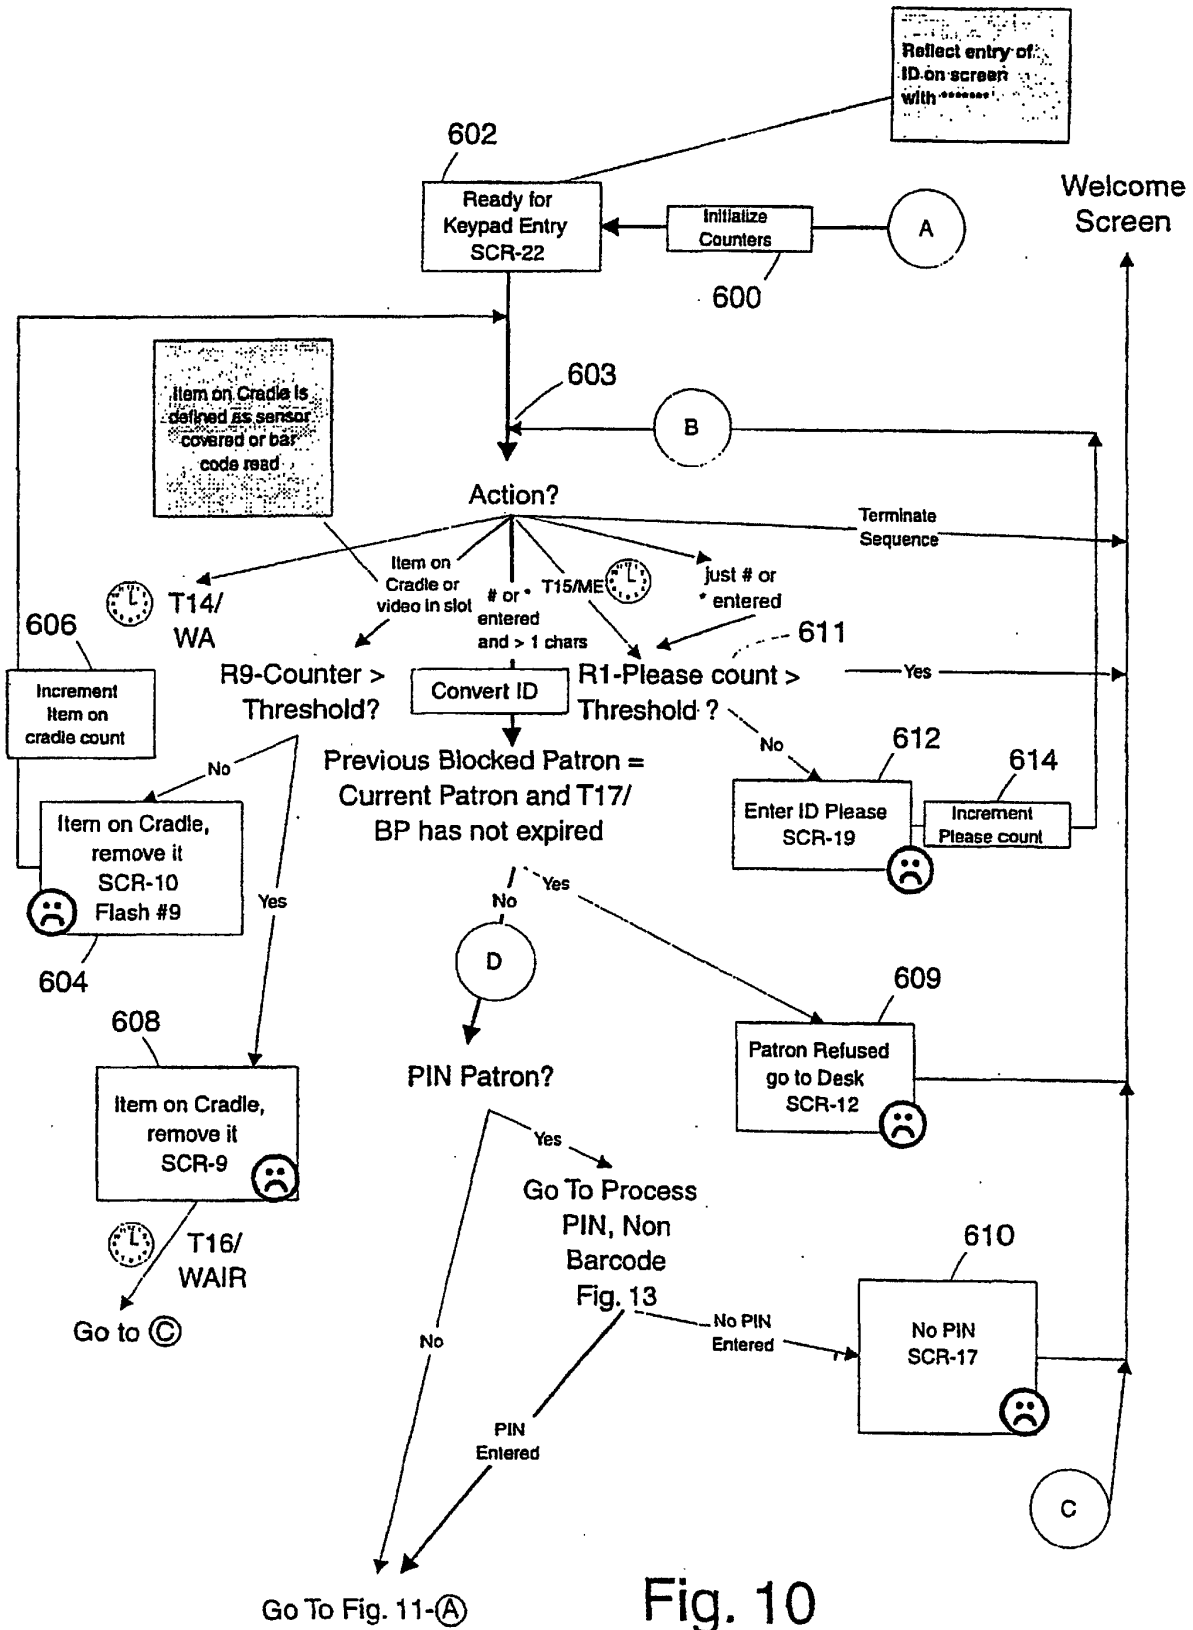 Reflect entry of
ID on screen
with *******
602
Ready for
Keypad Entry
SCR-22
Initialize
Counters
A
Welcome
Screen
600
Item on Cradle is
defined as sensor
covered or bar
code read
603
B
Action?
Terminate
Sequence
Item on
Cradle or
video in slot
# or *
entered
and > 1 chars
T15/ME
just # or
* entered
T14/
WA
606
Increment
Item on
cradle count
R9-Counter >
Threshold?
Convert ID
611
R1-Please count >
Threshold ?
Yes
No
No
Previous Blocked Patron =
Current Patron and T17/
BP has not expired
612
Enter ID Please
SCR-19
614
Increment
Please count
Item on Cradle,
remove it
SCR-10
Flash #9
604
Yes
Yes
No
D
609
Patron Refused
go to Desk
SCR-12
608
Item on Cradle,
remove it
SCR-9
PIN Patron?
Yes
Go To Process
PIN, Non
Barcode
Fig. 13
T16/
WAIR
Go to C
No
No PIN
Entered
610
No PIN
SCR-17
PIN
Entered
C
Go To Fig. 11-A
Fig. 10